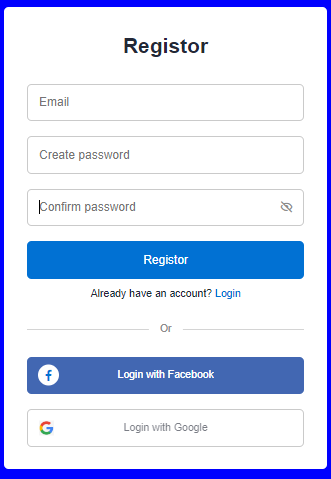 Registor
Email
Create password
Confirm password
Registor
Already have an account? Login
Or
Login with Facebook
Login with Google